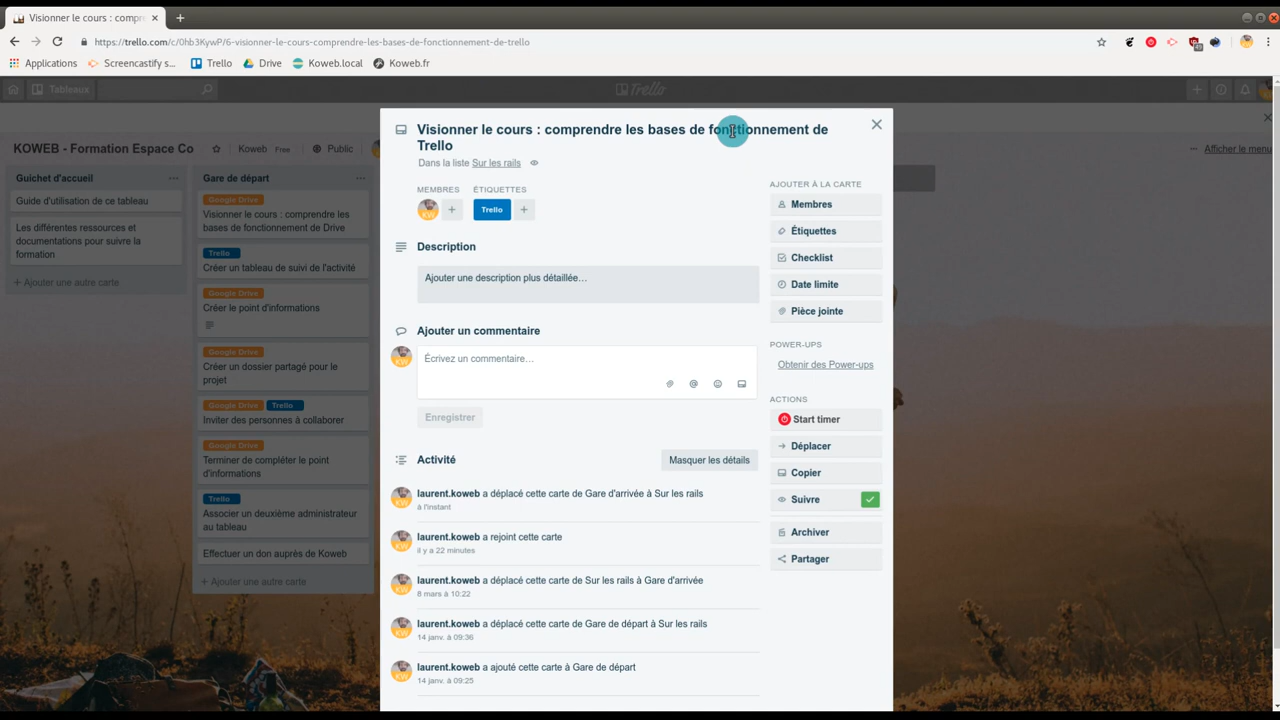 Visionner le cours : compr
https://trello.com/c/0hb3KywP/6-visionner-le-cours-comprendre-les-bases-de-fonctionnement-de-trello
Applications
Screencastify s...
Trello
Drive
Koweb.local
Koweb.fr
Tableaux
Trello
KOWEB - Formation Espace Co
Koweb
Free
Public
Afficher le menu
Guichet d'accueil
Guide d'utilisation de ce tableau
Les différentes ressources et
documentations pour suivre la
formation
+ Ajouter une autre carte
Gare de départ
Google Drive
Visionner le cours : comprendre les
bases de fonctionnement de Drive
Trello
Créer un tableau de suivi de l'activité
Google Drive
Créer le point d'informations
Google Drive
Créer un dossier partagé pour le
projet
Google Drive
Trello
Inviter des personnes à collaborer
Google Drive
Terminer de compléter le point
d'informations
Trello
Associer un deuxième administrateur
au tableau
Effectuer un don auprès de Koweb
+ Ajouter une autre carte
Visionner le cours : comprendre les bases de fonctionnement de
Trello
Dans la liste Sur les rails
MEMBRES
ÉTIQUETTES
Trello
Description
Ajouter une description plus détaillée…
Ajouter un commentaire
Écrivez un commentaire…
Enregistrer
Activité
Masquer les détails
laurent.koweb a déplacé cette carte de Gare d'arrivée à Sur les rails
à l'instant
laurent.koweb a rejoint cette carte
il y a 22 minutes
laurent.koweb a déplacé cette carte de Sur les rails à Gare d'arrivée
8 mars à 10:22
laurent.koweb a déplacé cette carte de Gare de départ à Sur les rails
14 janv. à 09:36
laurent.koweb a ajouté cette carte à Gare de départ
14 janv. à 09:25
AJOUTER À LA CARTE
Membres
Étiquettes
Checklist
Date limite
Pièce jointe
POWER-UPS
Obtenir des Power-ups
ACTIONS
Start timer
Déplacer
Copier
Suivre
Archiver
Partager